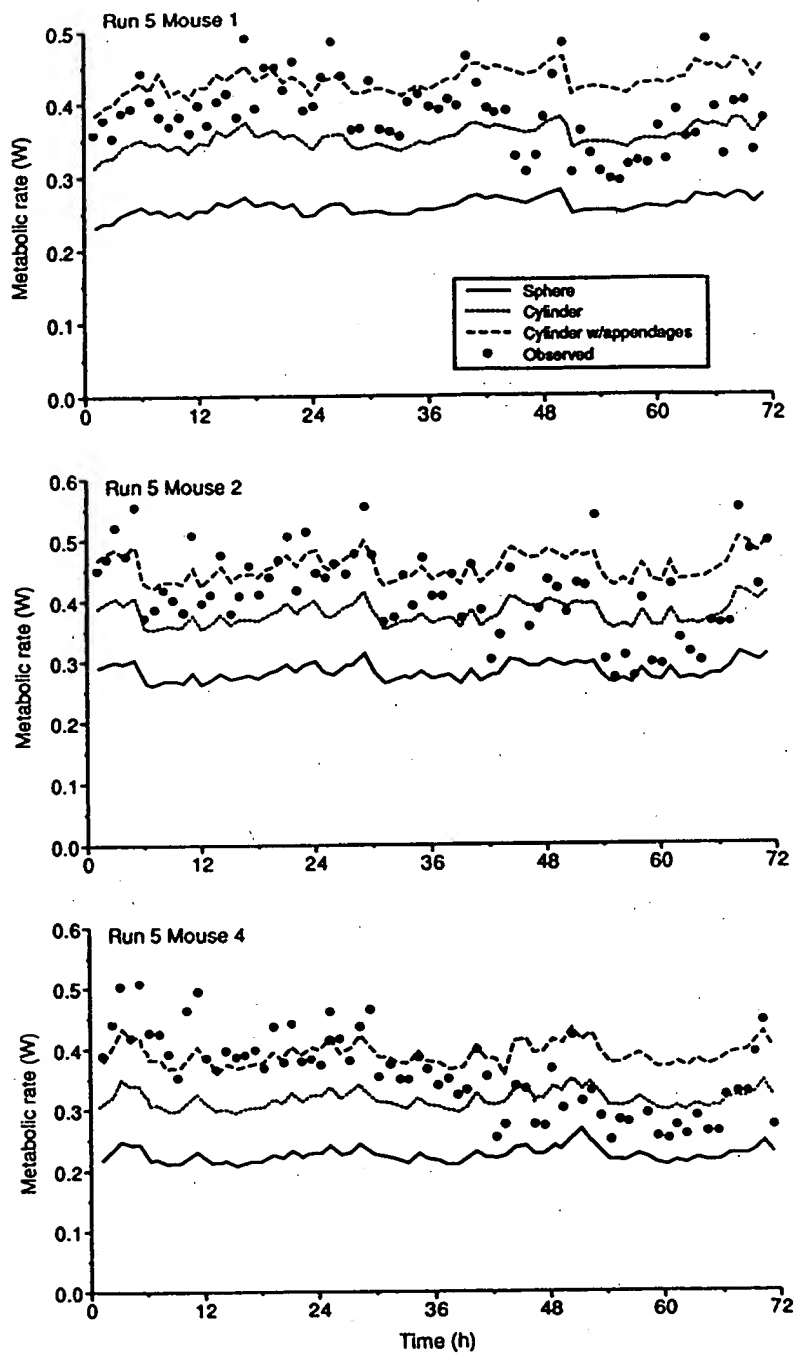 Run 5 Mouse 1
0.5
0.4
0.3
0.2
0.1
0.0
Metabolic rate (W)
Sphere
Cylinder
Cylinder w/appendages
Observed
0 12 24 36 48 60 72
Run 5 Mouse 2
0.6
0.5
0.4
0.3
0.2
0.1
0.0
Metabolic rate (W)
0 12 24 36 48 60 72
Run 5 Mouse 4
0.6
0.5
0.4
0.3
0.2
0.1
0.0
Metabolic rate (W)
0 12 24 36 48 60 72
Time (h)